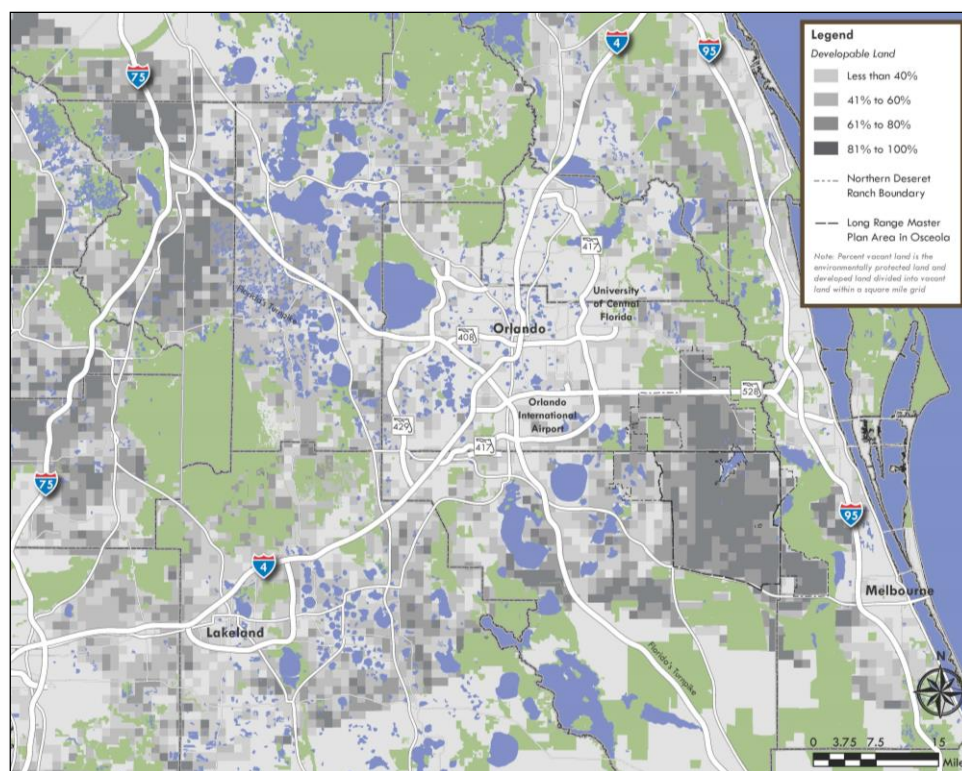 75
4
95
Legend
Developable Land
Less than 40%
41% to 60%
61% to 80%
81% to 100%
Northern Deseret
Ranch Boundary
Long Range Master
Plan Area in Osceola
Note: Percent vacant land is the
environmentally protected land and
developed land divided into vacant
land within a square mile grid
417
University
of Central
Florida
Florida's Turnpike
Orlando
408
528
Orlando
International
Airport
429
417
75
95
4
Melbourne
Lakeland
Florida's Turnpike
N
0 3.75 7.5 15
Miles